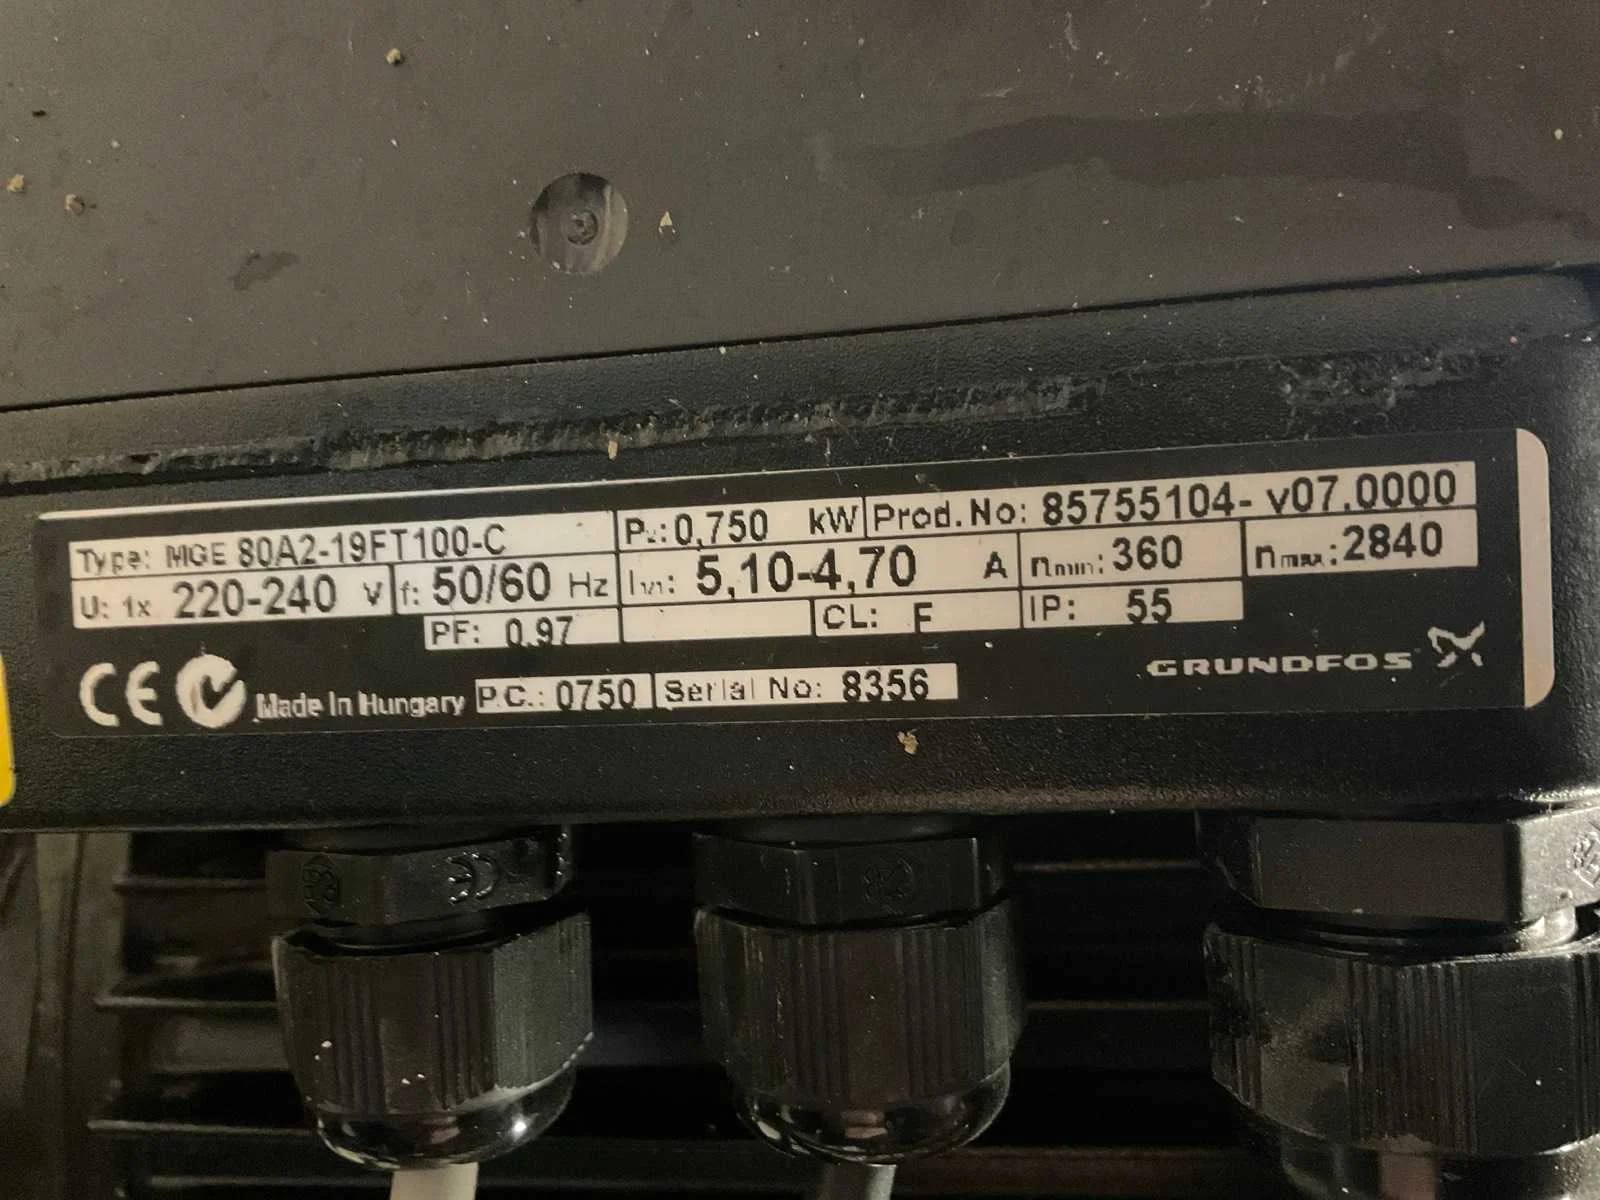 Type: MGE 80A2-19FT100-C P₂: 0,750 kW Prod. No: 85755104- v07.0000
U: 1x 220-240 V f: 50/60 Hz I₁/₁: 5,10-4,70 A nmin: 360 nmax: 2840
PF: 0,97 CL: F IP: 55
CE Made In Hungary P.C.: 0750 Serial No: 8356 GRUNDFOS